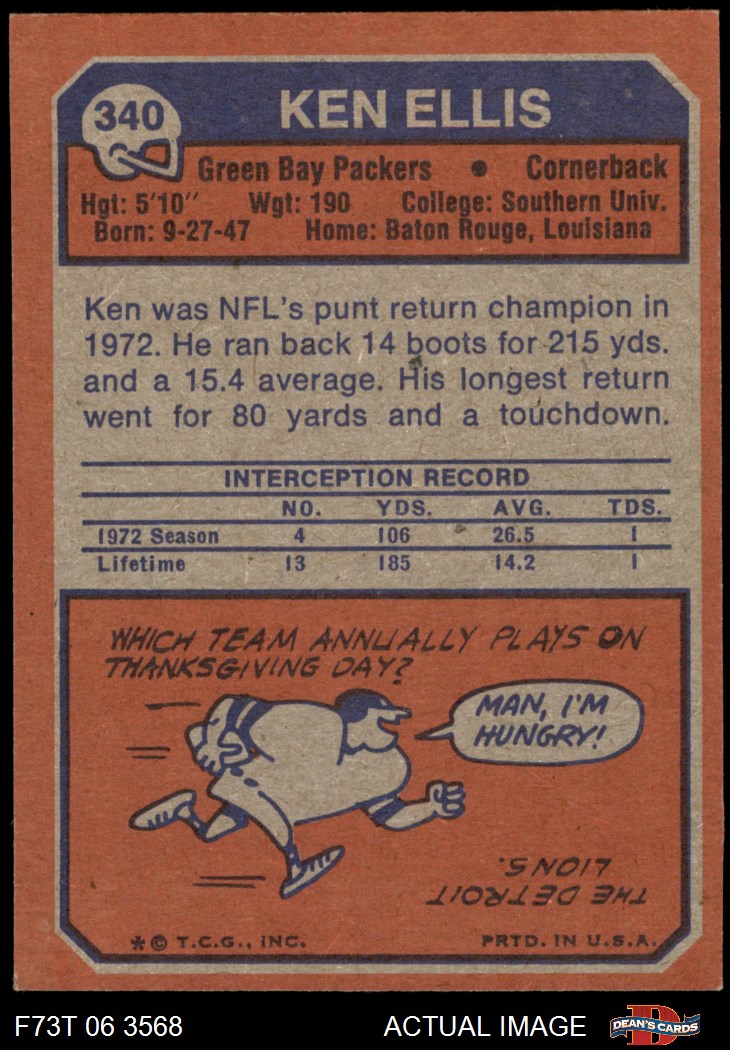 340
KEN ELLIS
Green Bay Packers • Cornerback
Hgt: 5'10" Wgt: 190 College: Southern Univ.
Born: 9-27-47 Home: Baton Rouge, Louisiana
Ken was NFL's punt return champion in
1972. He ran back 14 boots for 215 yds.
and a 15.4 average. His longest return
went for 80 yards and a touchdown.
INTERCEPTION RECORD
NO. YDS. AVG. TDS.
1972 Season 4 106 26.5 1
Lifetime 13 185 14.2 1
WHICH TEAM ANNUALLY PLAYS ON
THANKSGIVING DAY?
MAN, I'M
HUNGRY!
THE DETROIT
LIONS.
*© T.C.G., INC. PRTD. IN U.S.A.
F73T 06 3568 ACTUAL IMAGE
D
DEAN'S CARDS